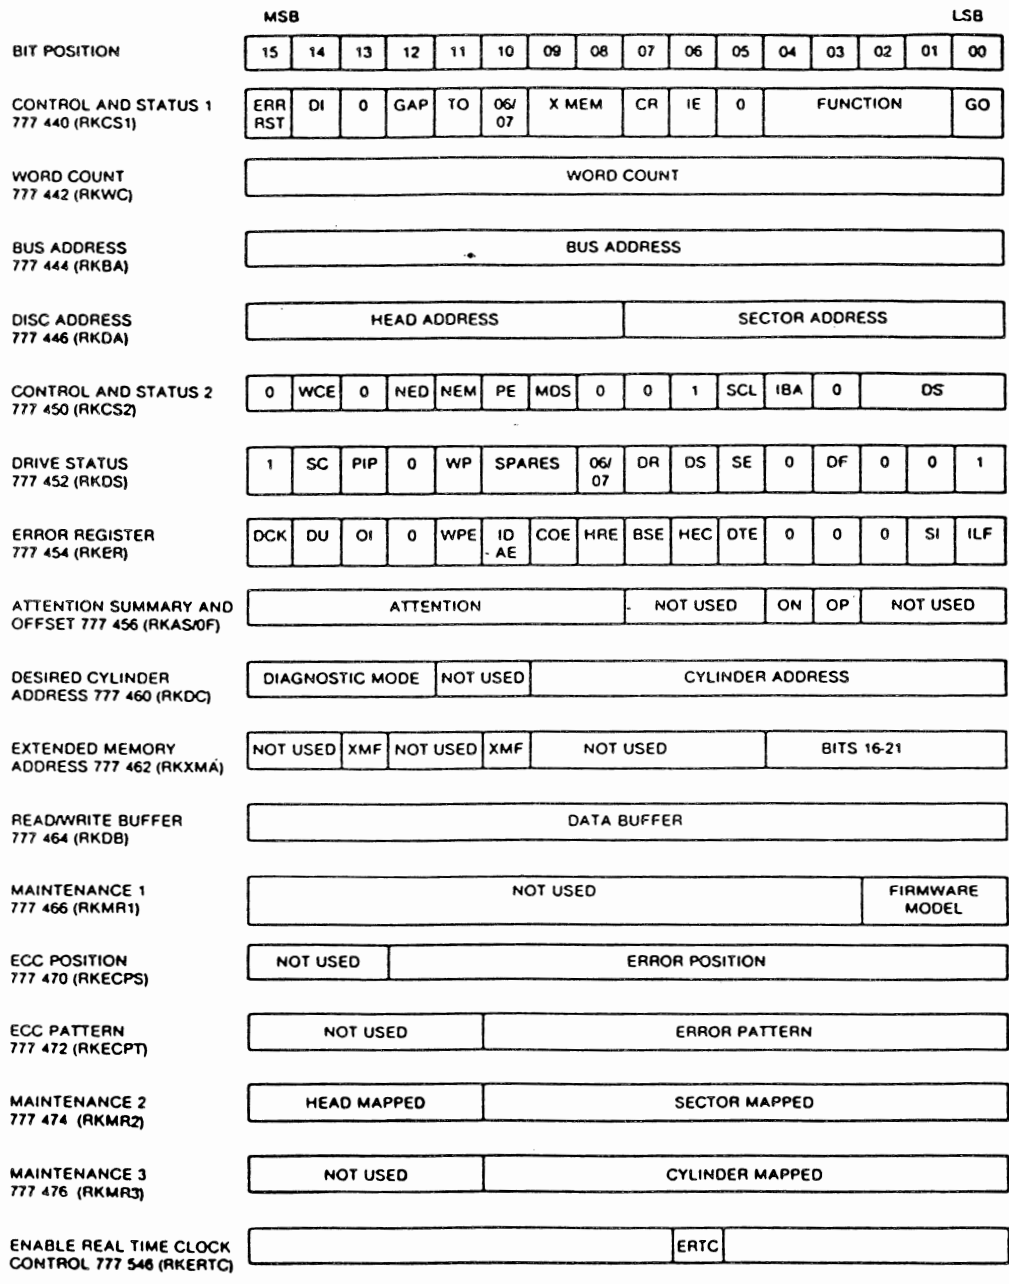 MSB LSB
BIT POSITION 15 14 13 12 11 10 09 08 07 06 05 04 03 02 01 00
CONTROL AND STATUS 1
777 440 (RKCS1)
ERR RST DI 0 GAP TO 06/07 X MEM CR IE 0 FUNCTION GO
WORD COUNT
777 442 (RKWC)
WORD COUNT
BUS ADDRESS
777 444 (RKBA)
BUS ADDRESS
DISC ADDRESS
777 446 (RKDA)
HEAD ADDRESS SECTOR ADDRESS
CONTROL AND STATUS 2
777 450 (RKCS2)
0 WCE 0 NED NEM PE MDS 0 0 1 SCL IBA 0 DS
DRIVE STATUS
777 452 (RKDS)
1 SC PIP 0 WP SPARES 06/07 DR DS SE 0 DF 0 0 1
ERROR REGISTER
777 454 (RKER)
DCK DU OI 0 WPE ID AE COE HRE BSE HEC DTE 0 0 0 SI ILF
ATTENTION SUMMARY AND
OFFSET 777 456 (RKAS/0F)
ATTENTION NOT USED ON OP NOT USED
DESIRED CYLINDER
ADDRESS 777 460 (RKDC)
DIAGNOSTIC MODE NOT USED CYLINDER ADDRESS
EXTENDED MEMORY
ADDRESS 777 462 (RKXMA)
NOT USED XMF NOT USED XMF NOT USED BITS 16-21
READ/WRITE BUFFER
777 464 (RKDB)
DATA BUFFER
MAINTENANCE 1
777 466 (RKMR1)
NOT USED FIRMWARE MODEL
ECC POSITION
777 470 (RKECPS)
NOT USED ERROR POSITION
ECC PATTERN
777 472 (RKECPT)
NOT USED ERROR PATTERN
MAINTENANCE 2
777 474 (RKMR2)
HEAD MAPPED SECTOR MAPPED
MAINTENANCE 3
777 476 (RKMR3)
NOT USED CYLINDER MAPPED
ENABLE REAL TIME CLOCK
CONTROL 777 546 (RKERTC)
ERTC